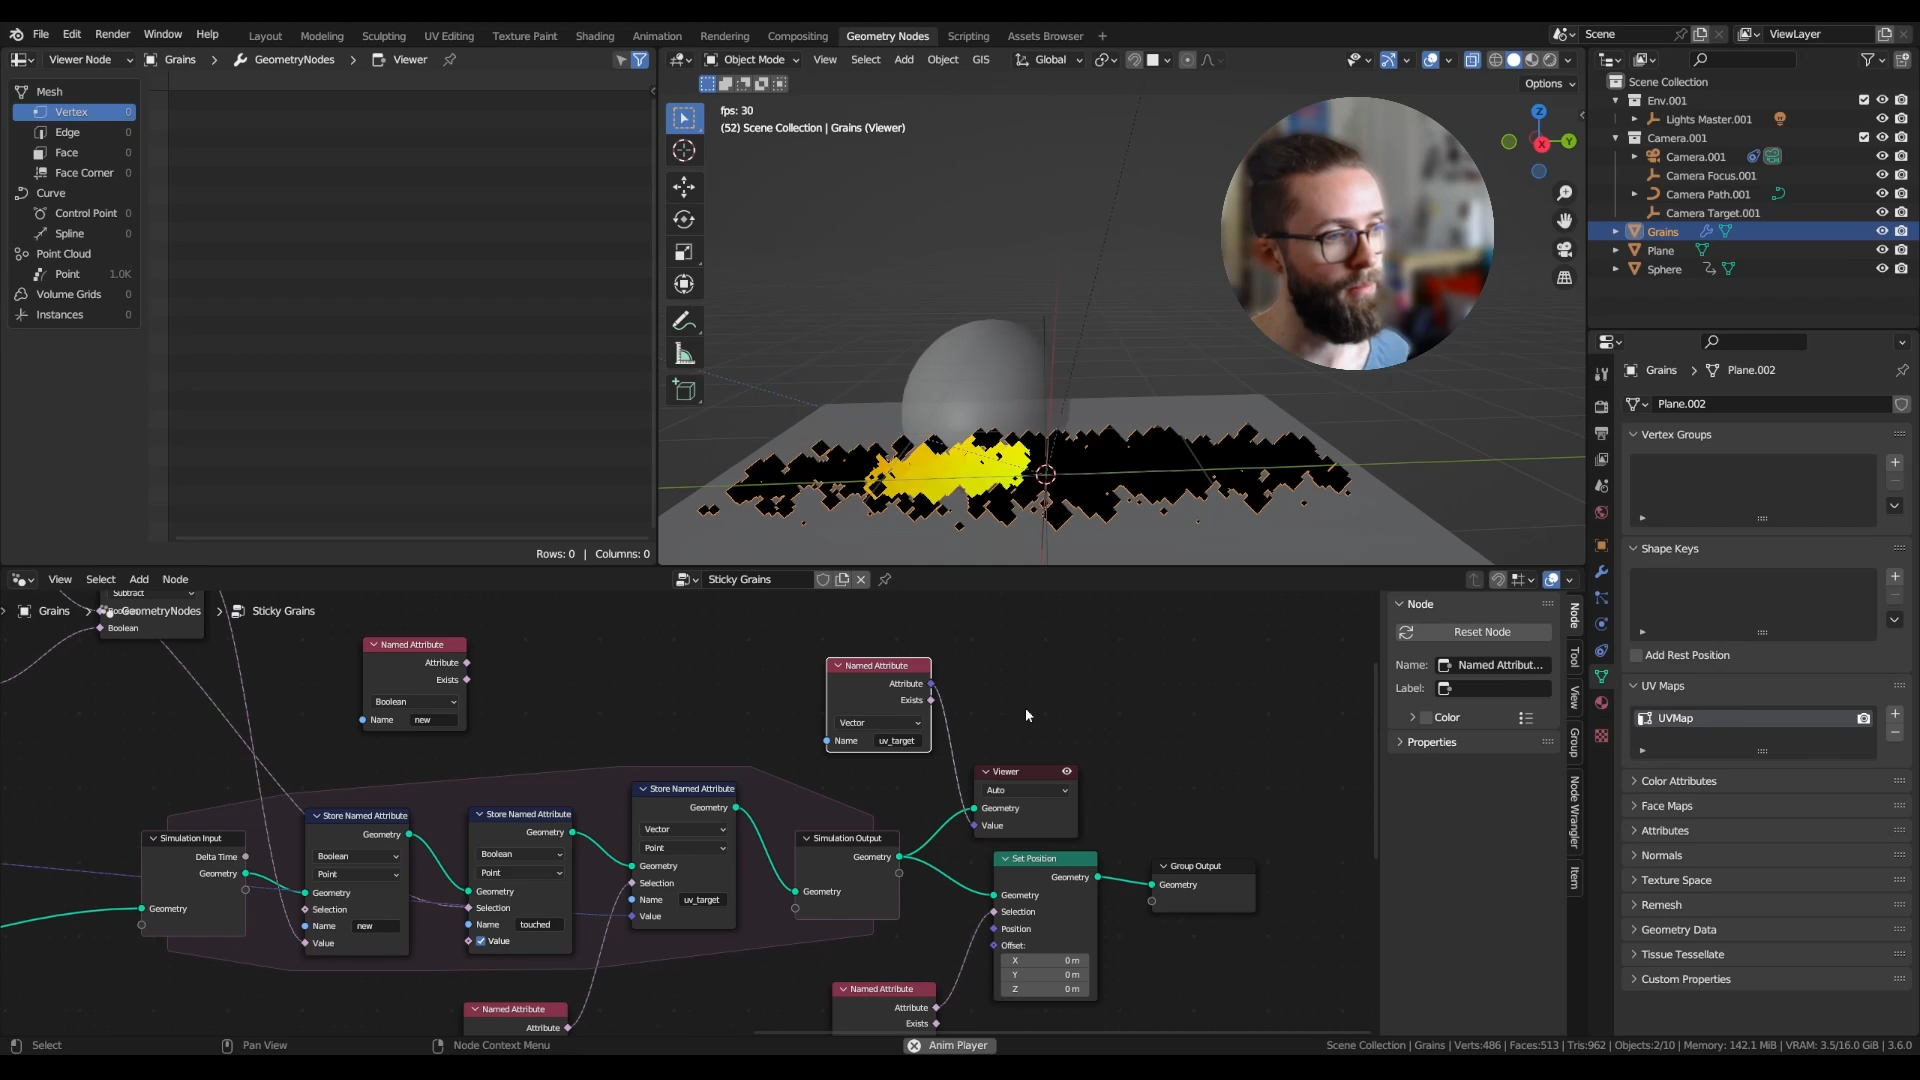 File Edit Render Window Help
Layout Modeling Sculpting UV Editing Texture Paint Shading Animation Rendering Compositing Geometry Nodes Scripting Assets Browser +
Scene
ViewLayer
Viewer Node
Grains > GeometryNodes > Viewer
Mesh
Vertex 0
Edge 0
Face 0
Face Corner 0
Curve
Control Point 0
Spline 0
Point Cloud
Point 1.0K
Volume Grids 0
Instances 0
Rows: 0 | Columns: 0
Object Mode View Select Add Object GIS
Global
Options
fps: 30
(52) Scene Collection | Grains (Viewer)
Z
Y
X
Scene Collection
Env.001
Lights Master.001
Camera.001
Camera.001
Camera Focus.001
Camera Path.001
Camera Target.001
Grains
Plane
Sphere
Grains > Plane.002
Plane.002
Vertex Groups
Shape Keys
Add Rest Position
UV Maps
UVMap
Color Attributes
Face Maps
Attributes
Normals
Texture Space
Remesh
Geometry Data
Tissue Tessellate
Custom Properties
View Select Add Node
Sticky Grains
Grains > GeometryNodes > Sticky Grains
Subtract
Boolean
Named Attribute
Attribute
Exists
Boolean
Name new
Named Attribute
Attribute
Exists
Vector
Name uv_target
Viewer
Auto
Geometry
Value
Simulation Input
Delta Time
Geometry
Geometry
Store Named Attribute
Geometry
Boolean
Point
Geometry
Selection
Name new
Value
Store Named Attribute
Geometry
Boolean
Point
Geometry
Selection
Name touched
Value
Store Named Attribute
Geometry
Vector
Point
Geometry
Selection
Name uv_target
Value
Simulation Output
Geometry
Geometry
Set Position
Geometry
Geometry
Selection
Position
Offset:
X 0 m
Y 0 m
Z 0 m
Group Output
Geometry
Named Attribute
Attribute
Named Attribute
Attribute
Exists
Node
Reset Node
Name: Named Attribut...
Label:
Color
Properties
Node
Tool
View
Group
Node Wrangler
Item
Select
Pan View
Node Context Menu
Anim Player
Scene Collection | Grains | Verts:486 | Faces:513 | Tris:962 | Objects:2/10 | Memory: 142.1 MiB | VRAM: 3.5/16.0 GiB | 3.6.0